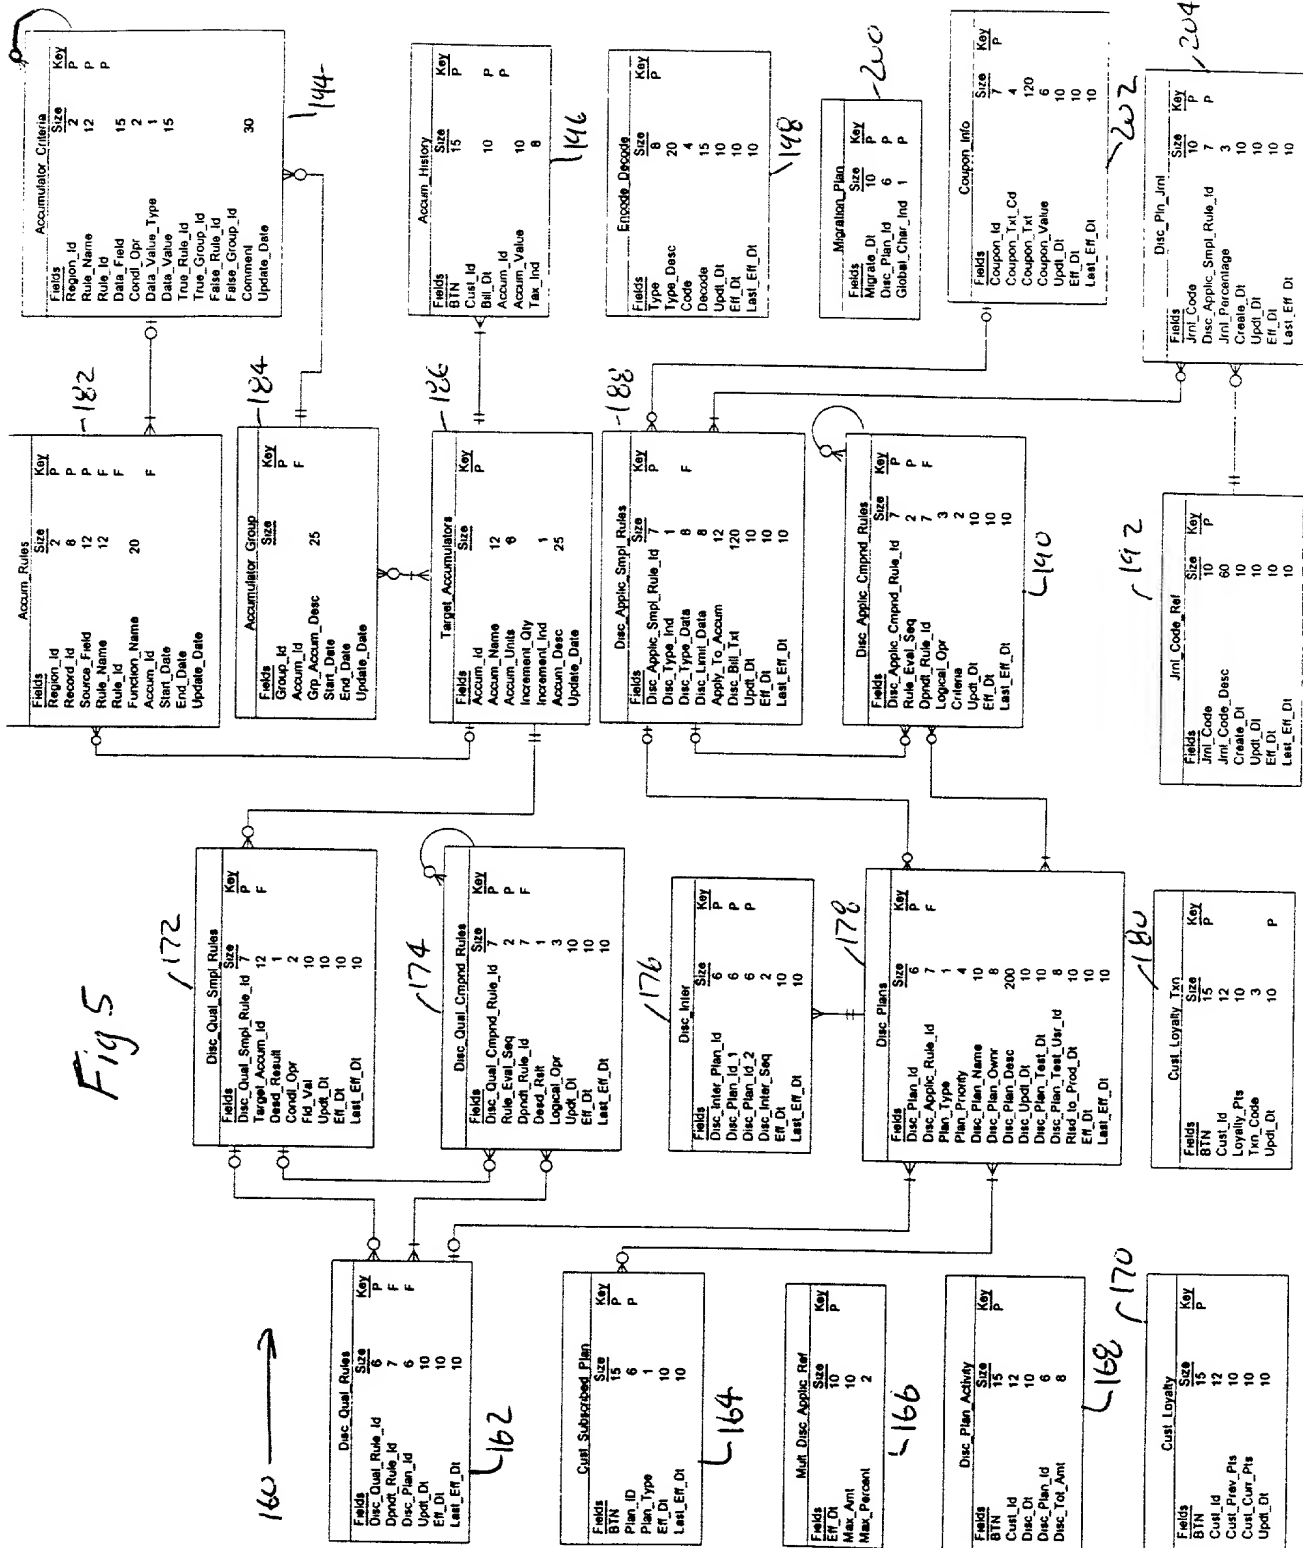 Fig 5
160
Disc_Qual_Rules
Fields Size Key
Disc_Qual_Rule_Id 6 P
Dpndt_Rule_Id 7 F
Disc_Plan_Id 6 F
Updt_Dt 10
Eff_Dt 10
Last_Eff_Dt 10
162
Cust_Subscribed_Plan
Fields Size Key
BTN 15 P
Plan_ID 6 P
Plan_Type 1
Eff_Dt 10
Last_Eff_Dt 10
164
Mult_Disc_Applic_Ref
Fields Size Key
Eff_Dt 10 P
Max_Amt 10
Max_Percent 2
166
Disc_Plan_Activity
Fields Size Key
BTN 15 P
Cust_Id 12
Disc_Dt 10
Disc_Plan_Id 6
Disc_Tot_Amt 8
168
Cust_Loyalty
Fields Size Key
BTN 15 P
Cust_Id 12
Cust_Prev_Pts 10
Cust_Curr_Pts 10
Updt_Dt 10
170
Disc_Qual_Smpl_Rules
Fields Size Key
Disc_Qual_Smpl_Rule_Id 7 P
Target_Accum_Id 12 F
Desd_Result 1
Condl_Opr 2
Fld_Val 10
Updt_Dt 10
Eff_Dt 10
Last_Eff_Dt 10
172
Disc_Qual_Cmpnd_Rules
Fields Size Key
Disc_Qual_Cmpnd_Rule_Id 7 P
Rule_Eval_Seq 2 P
Dpndt_Rule_Id 7 F
Desd_Rslt 1
Logical_Opr 3
Updt_Dt 10
Eff_Dt 10
Last_Eff_Dt 10
174
Disc_Inter
Fields Size Key
Disc_Inter_Plan_Id 6 P
Disc_Plan_Id_1 6 P
Disc_Plan_Id_2 6 P
Disc_Inter_Seq 2
Eff_Dt 10
Last_Eff_Dt 10
176
Disc_Plans
Fields Size Key
Disc_Plan_Id 6 P
Disc_Applic_Rule_Id 7 F
Plan_Type 1
Plan_Priority 4
Disc_Plan_Name 10
Disc_Plan_Ownr 8
Disc_Plan_Desc 200
Disc_Updt_Dt 10
Disc_Plan_Test_Dt 10
Disc_Plan_Test_Usr_Id 8
Rlsd_to_Prod_Dt 10
Eff_Dt 10
Last_Eff_Dt 10
178
Cust_Loyalty_Txn
Fields Size Key
BTN 15 P
Cust_Id 12
Loyalty_Pts 10
Txn_Code 3
Updt_Dt 10 P
180
Accum_Rules
Fields Size Key
Region_Id 2 P
Record_Id 8 P
Source_Field 12 P
Rule_Name 12 F
Rule_Id F
Function_Name 20
Accum_Id F
Start_Date
End_Date
Update_Date
182
Accumulator_Group
Fields Size Key
Group_Id P
Accum_Id F
Grp_Accum_Desc 25
Start_Date
End_Date
Update_Date
184
Target_Accumulators
Fields Size Key
Accum_Id P
Accum_Name 12
Accum_Units
Increment_Qty
Increment_Ind 1
Accum_Desc 25
Update_Date
186
Disc_Applic_Smpl_Rules
Fields Size Key
Disc_Applic_Smpl_Rule_Id 7 P
Disc_Type_Ind 1
Disc_Type_Data 8 F
Disc_Limit_Data 8
Apply_To_Accum 12
Disc_Bill_Txt 120
Updt_Dt 10
Eff_Dt 10
Last_Eff_Dt 10
188
Disc_Applic_Cmpnd_Rules
Fields Size Key
Disc_Applic_Cmpnd_Rule_Id 7 P
Rule_Eval_Seq 2 P
Dpndt_Rule_Id 7 F
Logical_Opr 3
Criteria 2
Updt_Dt 10
Eff_Dt 10
Last_Eff_Dt 10
190
Jrnl_Code_Ref
Fields Size Key
Jrnl_Code 10 P
Jrnl_Code_Desc 60
Create_Dt 10
Updt_Dt 10
Eff_Dt 10
Last_Eff_Dt 10
192
Accumulator_Criteria
Fields Size Key
Region_Id 2 P
Rule_Name 12 P
Rule_Id P
Data_Field 15
Condl_Opr 2
Data_Value_Type 1
Data_Value 15
True_Rule_Id
True_Group_Id
False_Rule_Id
False_Group_Id
Comment 30
Update_Date
194
Accum_History
Fields Size Key
BTN 15 P
Cust_Id
Bill_Dt 10 P
Accum_Id P
Accum_Value 10
Tax_Ind 8
196
Encode_Decode
Fields Size Key
Type 8 P
Type_Desc 20
Code 4
Decode 15
Updt_Dt 10
Eff_Dt 10
Last_Eff_Dt 10
198
Migration_Plan
Fields Size Key
Migrate_Dt 10 P
Disc_Plan_Id 6 P
Global_Char_Ind 1 P
200
Coupon_Info
Fields Size Key
Coupon_Id 7 P
Coupon_Txt_Cd 4
Coupon_Txt 120
Coupon_Value 6
Updt_Dt 10
Eff_Dt 10
Last_Eff_Dt 10
202
Disc_Pln_Jrnl
Fields Size Key
Jrnl_Code 10 P
Disc_Applic_Smpl_Rule_Id 7 P
Jrnl_Percentage 3
Create_Dt 10
Updt_Dt 10
Eff_Dt 10
Last_Eff_Dt 10
204